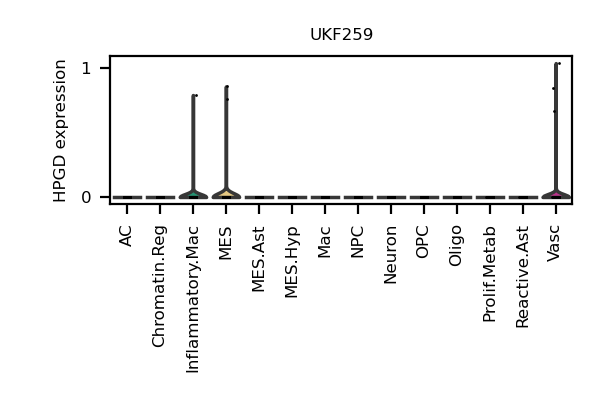 UKF259
HPGD expression
1
0
AC
Chromatin.Reg
Inflammatory.Mac
MES
MES.Ast
MES.Hyp
Mac
NPC
Neuron
OPC
Oligo
Prolif.Metab
Reactive.Ast
Vasc